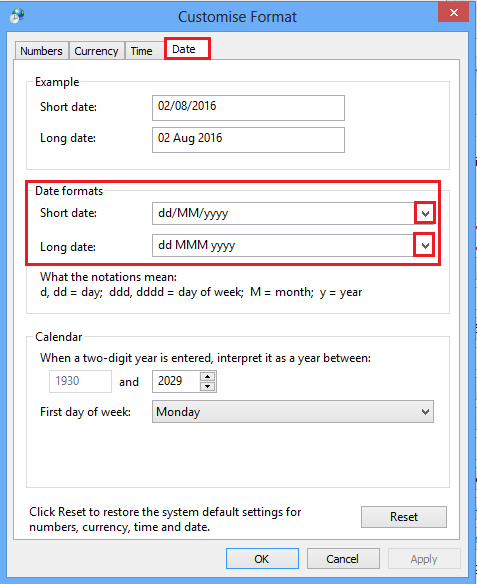 Customise Format
Numbers Currency Time Date
Example
Short date: 02/08/2016
Long date: 02 Aug 2016
Date formats
Short date: dd/MM/yyyy
Long date: dd MMM yyyy
What the notations mean:
d, dd = day; ddd, dddd = day of week; M = month; y = year
Calendar
When a two-digit year is entered, interpret it as a year between:
1930 and 2029
First day of week: Monday
Click Reset to restore the system default settings for
numbers, currency, time and date.
Reset
OK Cancel Apply